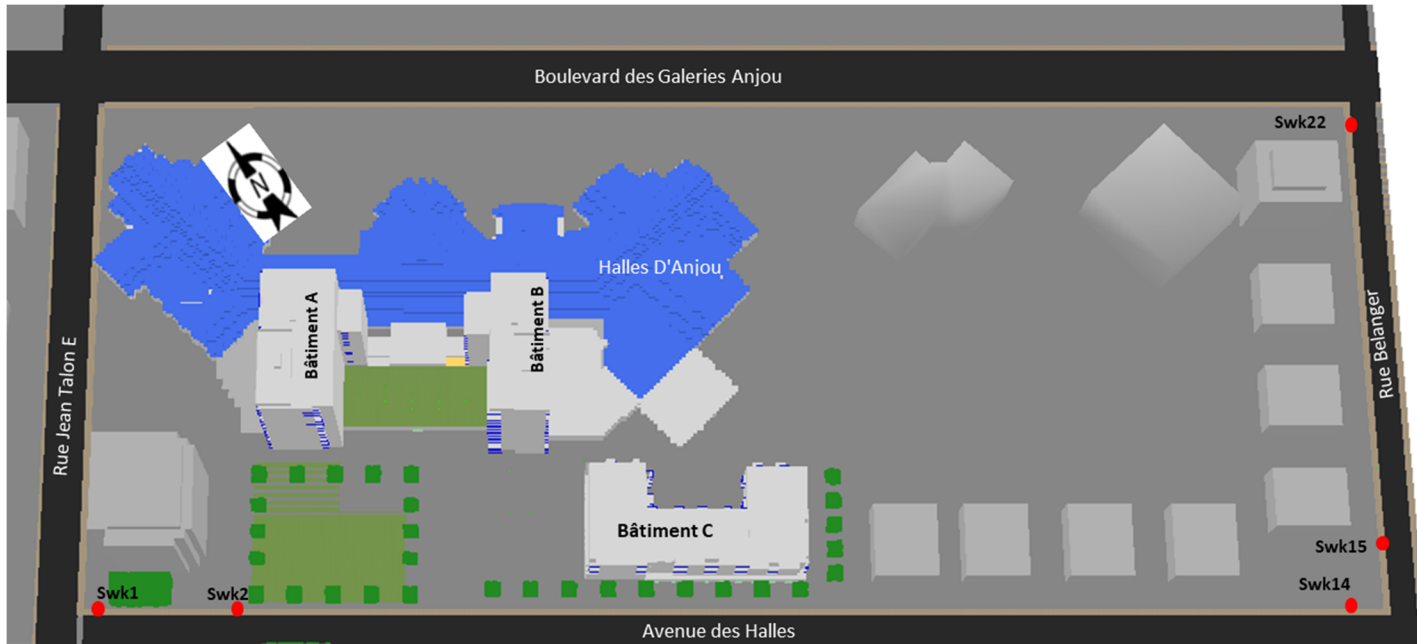 Boulevard des Galeries Anjou
Swk22
N
Halles D'Anjou
Bâtiment A
Bâtiment B
Rue Jean Talon E
Rue Belanger
Bâtiment C
Swk15
Swk14
Swk1
Swk2
Avenue des Halles